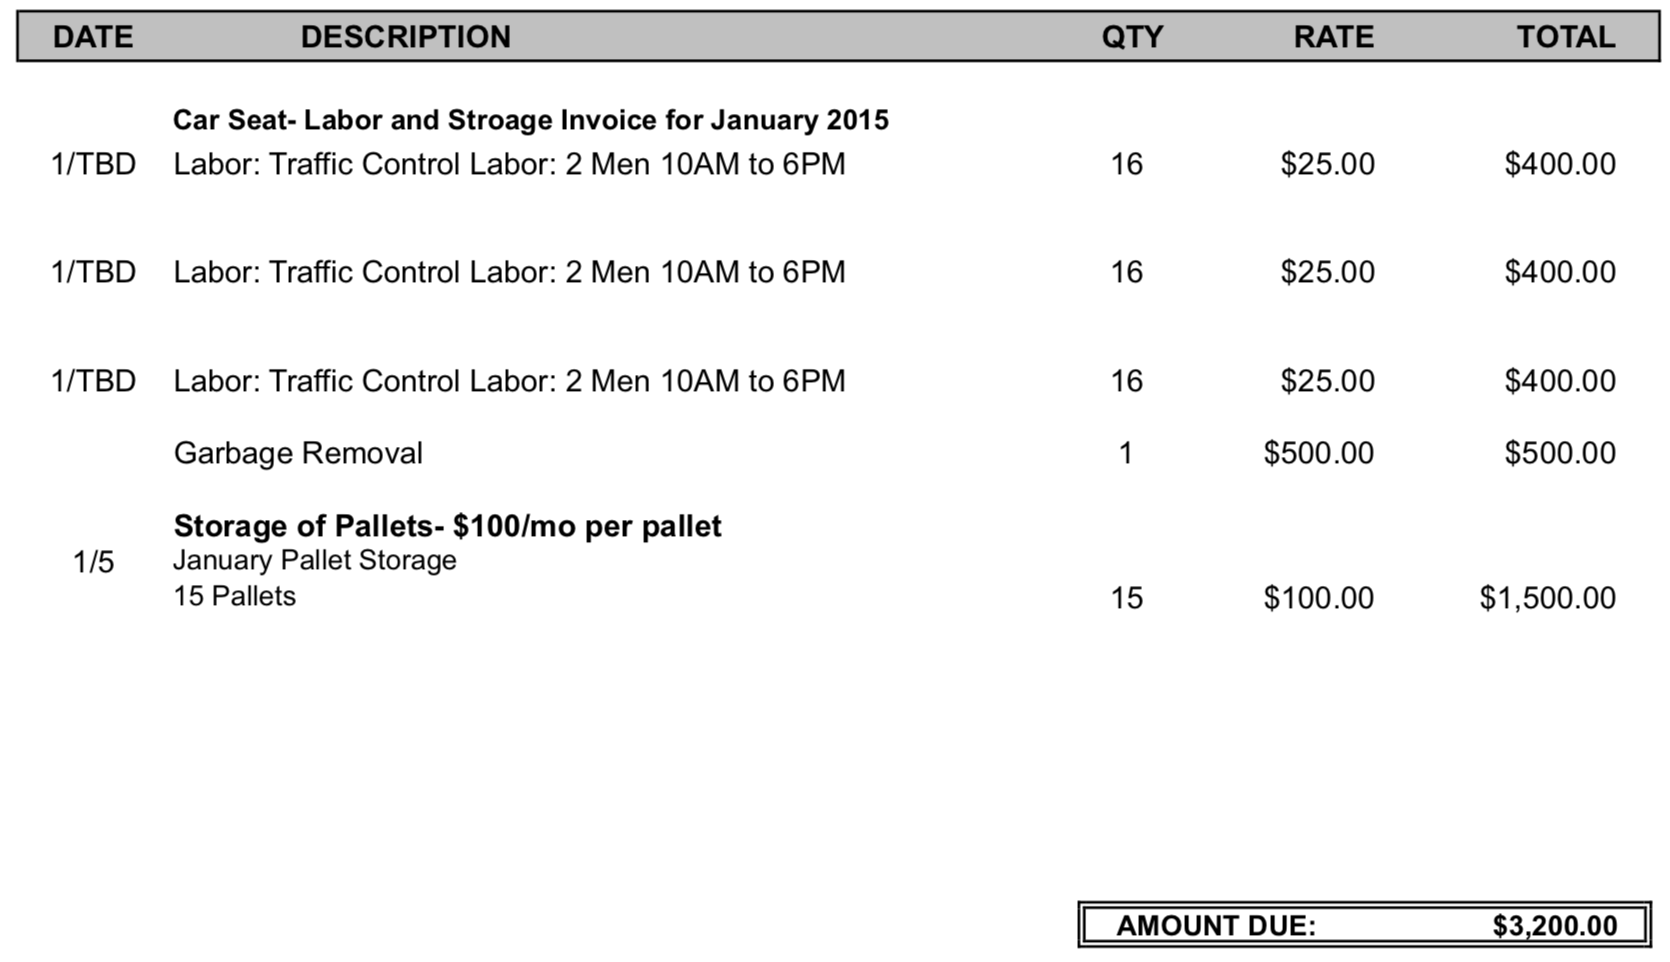 DATE DESCRIPTION QTY RATE TOTAL
Car Seat- Labor and Stroage Invoice for January 2015
1/TBD Labor: Traffic Control Labor: 2 Men 10AM to 6PM 16 $25.00 $400.00
1/TBD Labor: Traffic Control Labor: 2 Men 10AM to 6PM 16 $25.00 $400.00
1/TBD Labor: Traffic Control Labor: 2 Men 10AM to 6PM 16 $25.00 $400.00
Garbage Removal 1 $500.00 $500.00
Storage of Pallets- $100/mo per pallet
1/5 January Pallet Storage
15 Pallets 15 $100.00 $1,500.00
AMOUNT DUE: $3,200.00